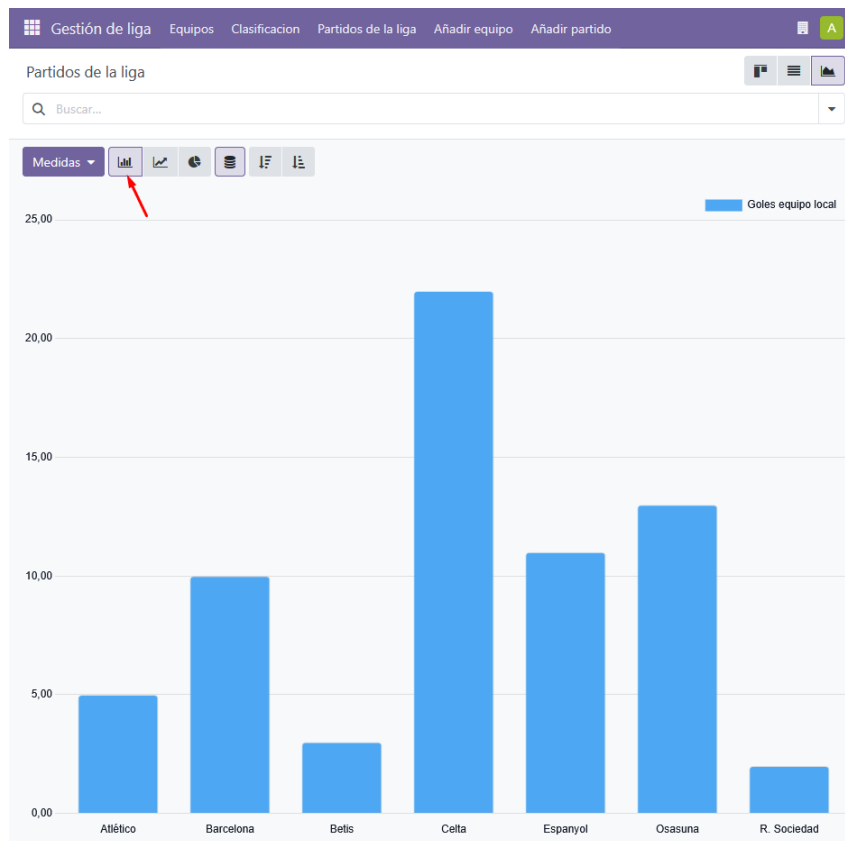 Gestión de liga Equipos Clasificacion Partidos de la liga Añadir equipo Añadir partido A
Partidos de la liga
Buscar...
Medidas
Goles equipo local
25,00
20,00
15,00
10,00
5,00
0,00
Atlético Barcelona Betis Celta Espanyol Osasuna R. Sociedad